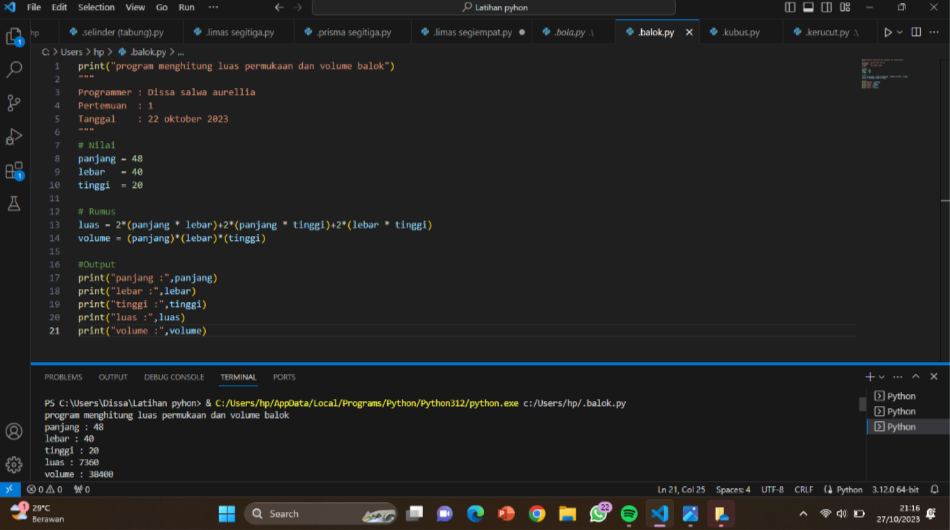 File Edit Selection View Go Run ··· Latihan pyhon
hp .selinder (tabung).py .limas segitiga.py .prisma segitiga.py .limas segiempat.py .bola.py .\ .balok.py .kubus.py .kerucut.py .\
C: > Users > hp > .balok.py > ...
1 print("program menghitung luas permukaan dan volume balok")
2 """
3 Programmer : Dissa salwa aurellia
4 Pertemuan : 1
5 Tanggal : 22 oktober 2023
6 """
7 # Nilai
8 panjang = 48
9 lebar = 40
10 tinggi = 20
11
12 # Rumus
13 luas = 2*(panjang * lebar)+2*(panjang * tinggi)+2*(lebar * tinggi)
14 volume = (panjang)*(lebar)*(tinggi)
15
16 #Output
17 print("panjang :",panjang)
18 print("lebar :",lebar)
19 print("tinggi :",tinggi)
20 print("luas :",luas)
21 print("volume :",volume)
PROBLEMS OUTPUT DEBUG CONSOLE TERMINAL PORTS
PS C:\Users\Dissa\Latihan pyhon> & C:/Users/hp/AppData/Local/Programs/Python/Python312/python.exe c:/Users/hp/.balok.py
program menghitung luas permukaan dan volume balok
panjang : 48
lebar : 40
tinggi : 20
luas : 7360
volume : 38400
Python
Python
Python
0 0 0 Ln 21, Col 25 Spaces: 4 UTF-8 CRLF Python 3.12.0 64-bit
29°C
Berawan
Search
22
21:16
27/10/2023